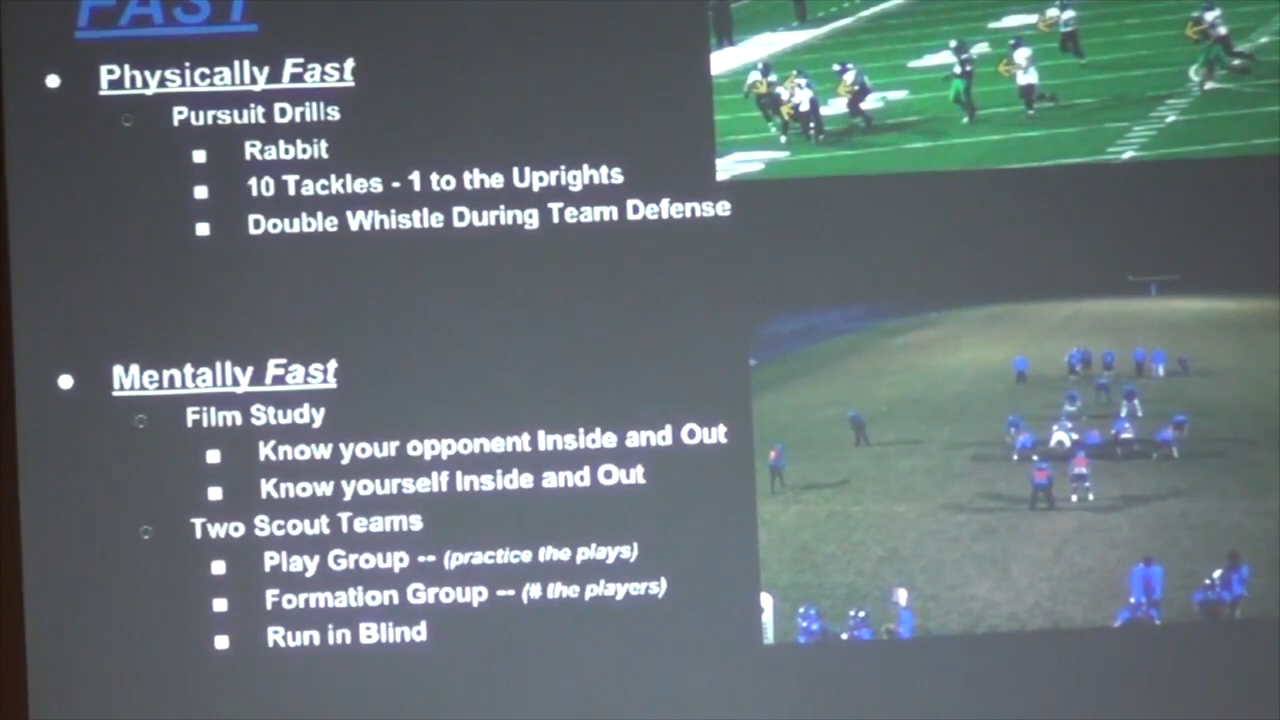 FAST
Physically Fast
Pursuit Drills
Rabbit
10 Tackles - 1 to the Uprights
Double Whistle During Team Defense
Mentally Fast
Film Study
Know your opponent Inside and Out
Know yourself Inside and Out
Two Scout Teams
Play Group -- (practice the plays)
Formation Group -- (# the players)
Run in Blind